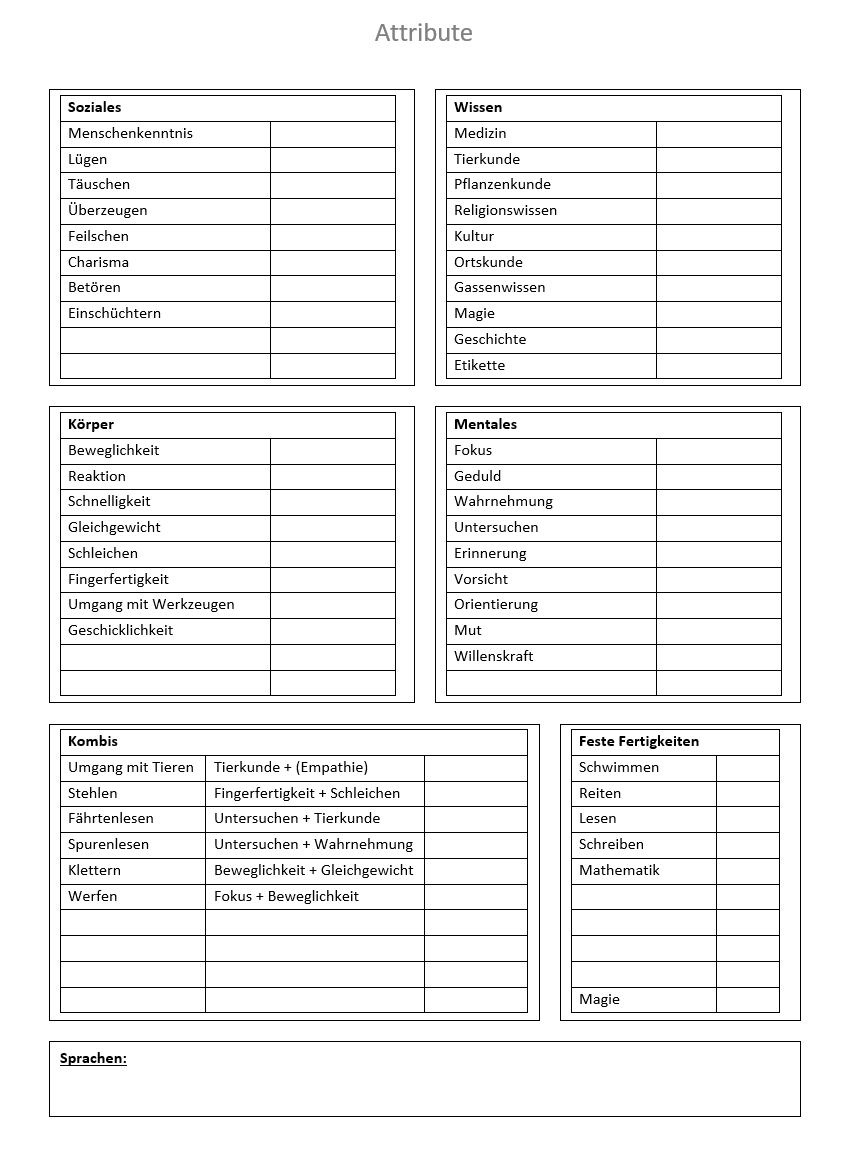 Attribute
Soziales
Menschenkenntnis
Lügen
Täuschen
Überzeugen
Feilschen
Charisma
Betören
Einschüchtern
Wissen
Medizin
Tierkunde
Pflanzenkunde
Religionswissen
Kultur
Ortskunde
Gassenwissen
Magie
Geschichte
Etikette
Körper
Beweglichkeit
Reaktion
Schnelligkeit
Gleichgewicht
Schleichen
Fingerfertigkeit
Umgang mit Werkzeugen
Geschicklichkeit
Mentales
Fokus
Geduld
Wahrnehmung
Untersuchen
Erinnerung
Vorsicht
Orientierung
Mut
Willenskraft
Kombis
Umgang mit Tieren Tierkunde + (Empathie)
Stehlen Fingerfertigkeit + Schleichen
Fährtenlesen Untersuchen + Tierkunde
Spurenlesen Untersuchen + Wahrnehmung
Klettern Beweglichkeit + Gleichgewicht
Werfen Fokus + Beweglichkeit
Feste Fertigkeiten
Schwimmen
Reiten
Lesen
Schreiben
Mathematik
Magie
Sprachen: